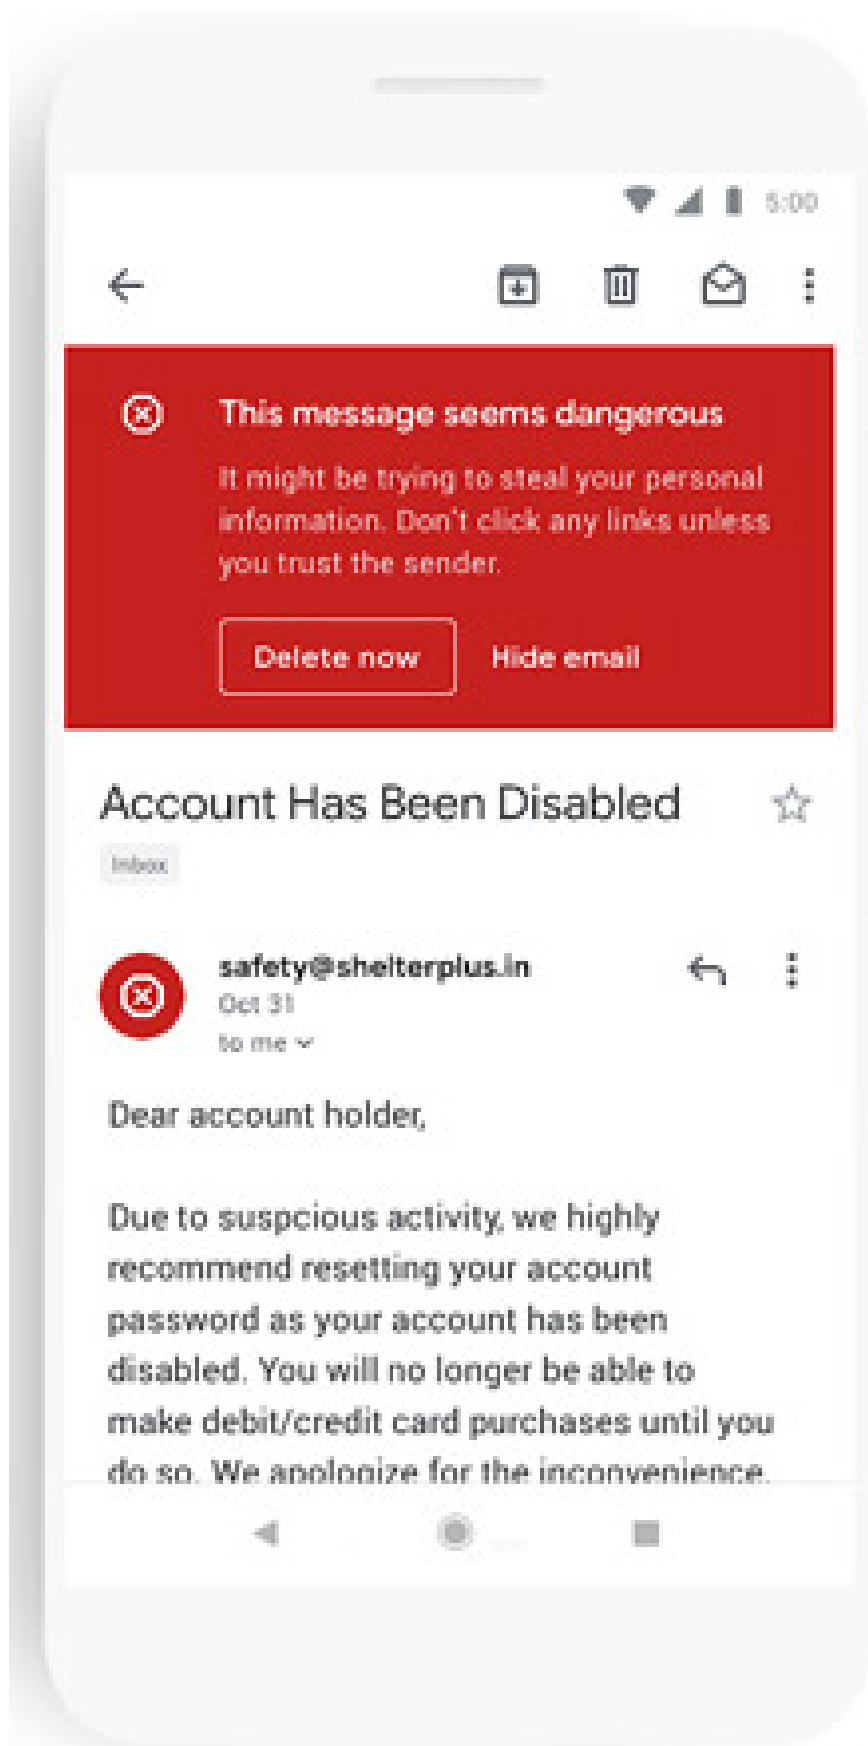 5:00
This message seems dangerous
It might be trying to steal your personal
information. Don't click any links unless
you trust the sender.
Delete now Hide email
Account Has Been Disabled
Inbox
safety@shelterplus.in
Oct 31
to me
Dear account holder,
Due to suspcious activity, we highly
recommend resetting your account
password as your account has been
disabled. You will no longer be able to
make debit/credit card purchases until you
do so. We apologize for the inconvenience.